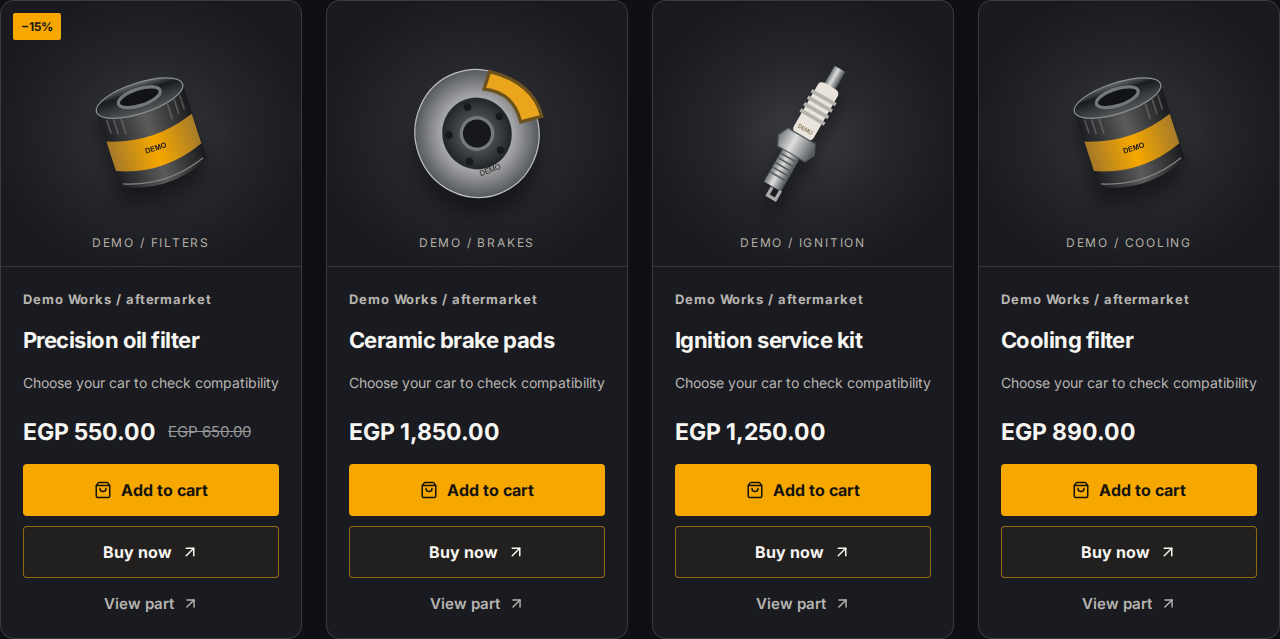 −15%
DEMO
DEMO / FILTERS
Demo Works / aftermarket
Precision oil filter
Choose your car to check compatibility
EGP 550.00 EGP 650.00
Add to cart
Buy now
View part
DEMO
DEMO / BRAKES
Demo Works / aftermarket
Ceramic brake pads
Choose your car to check compatibility
EGP 1,850.00
Add to cart
Buy now
View part
DEMO
DEMO / IGNITION
Demo Works / aftermarket
Ignition service kit
Choose your car to check compatibility
EGP 1,250.00
Add to cart
Buy now
View part
DEMO
DEMO / COOLING
Demo Works / aftermarket
Cooling filter
Choose your car to check compatibility
EGP 890.00
Add to cart
Buy now
View part